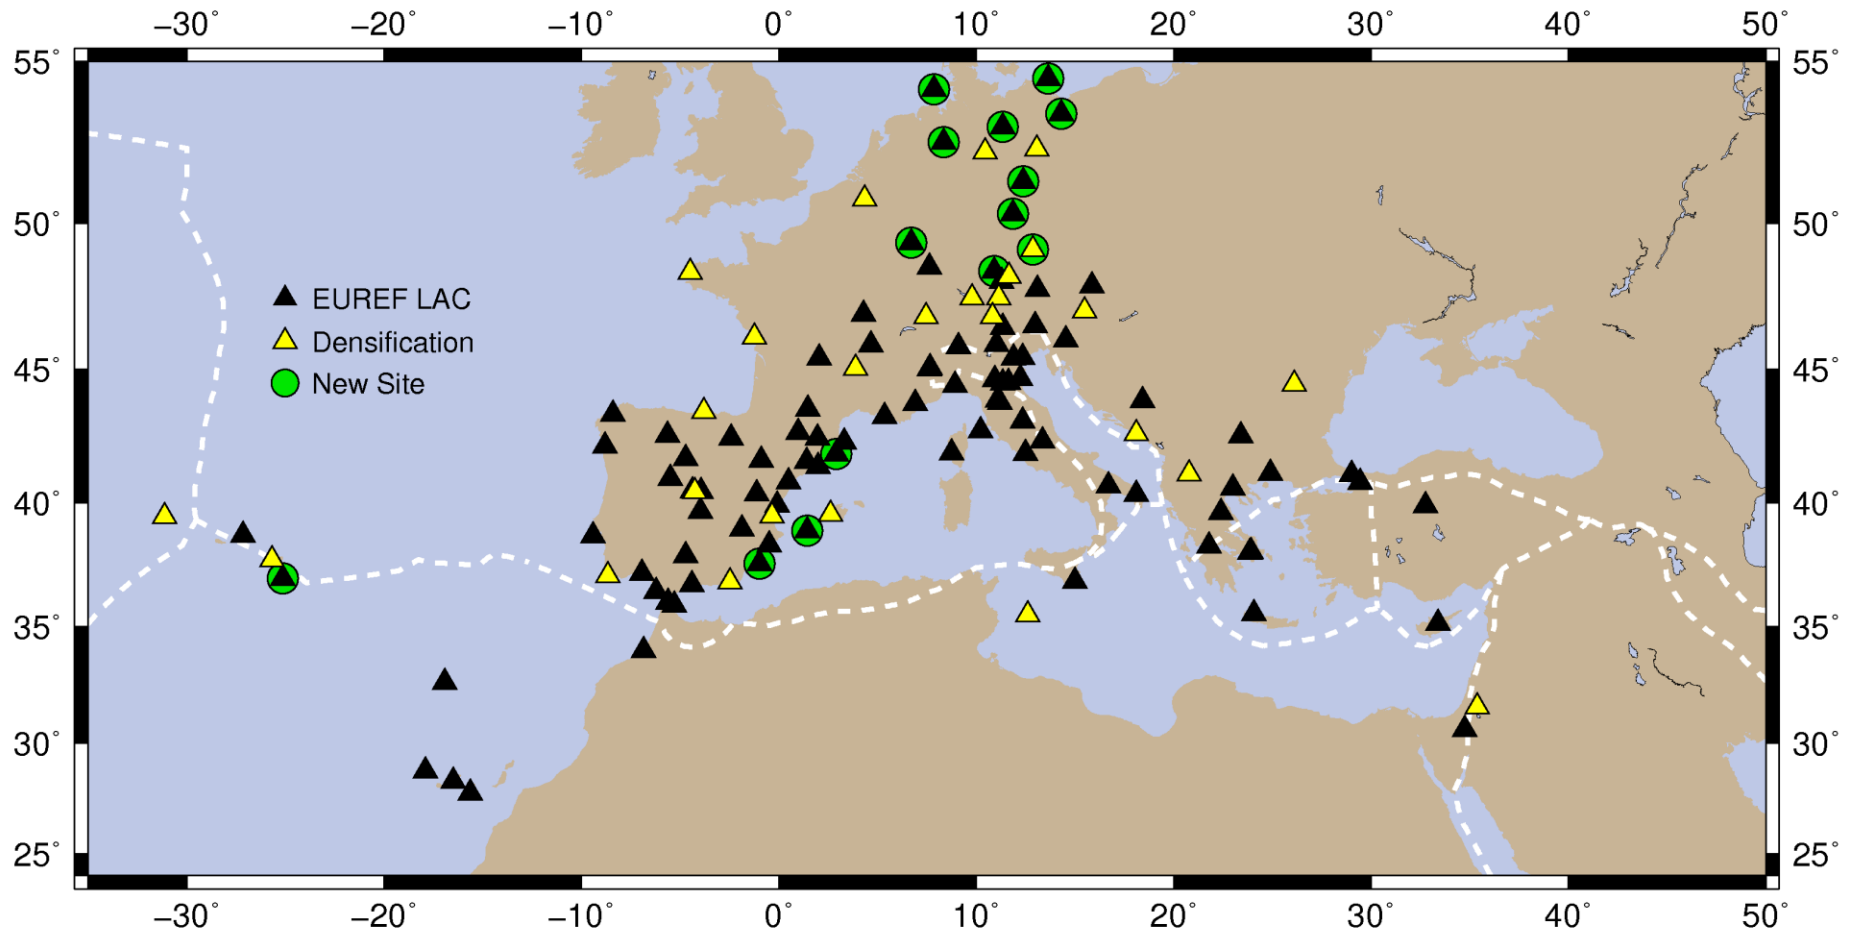 −30° −20° −10° 0° 10° 20° 30° 40° 50°
55° 55°
50° 50°
EUREF LAC
Densification
New Site
45° 45°
40° 40°
35° 35°
30° 30°
25° 25°
−30° −20° −10° 0° 10° 20° 30° 40° 50°